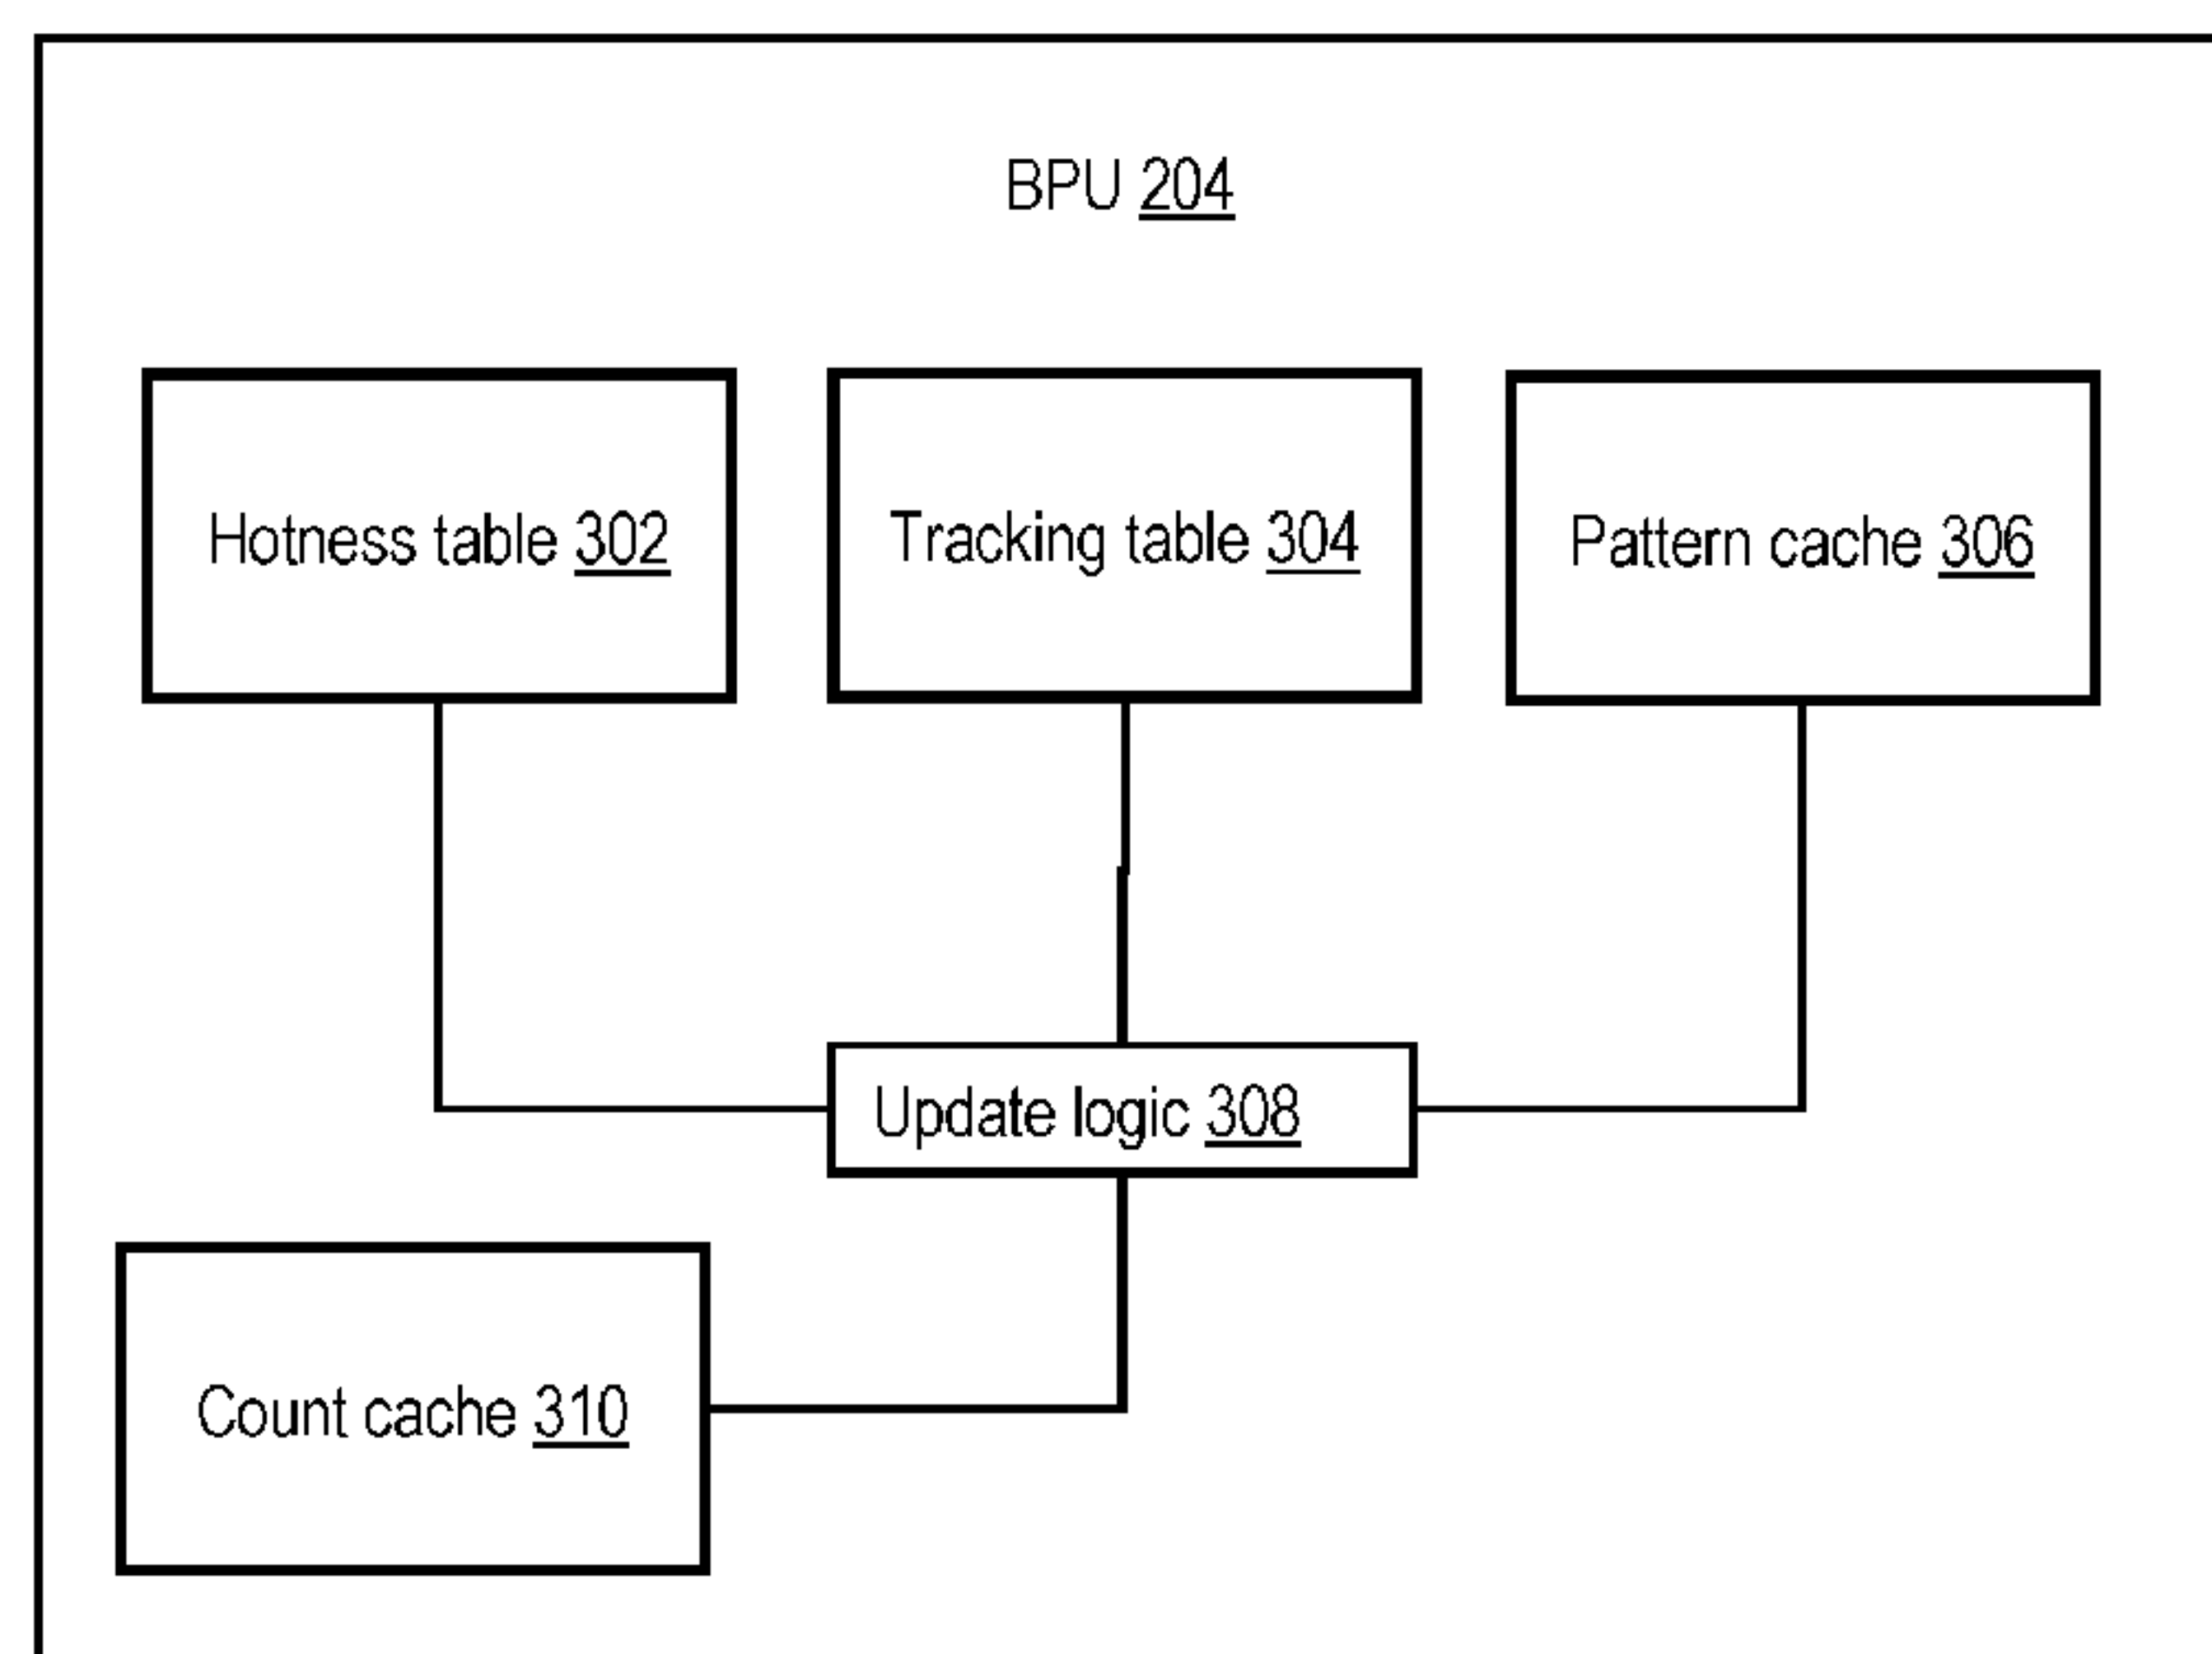 BPU 204
Hotness table 302
Tracking table 304
Pattern cache 306
Update logic 308
Count cache 310